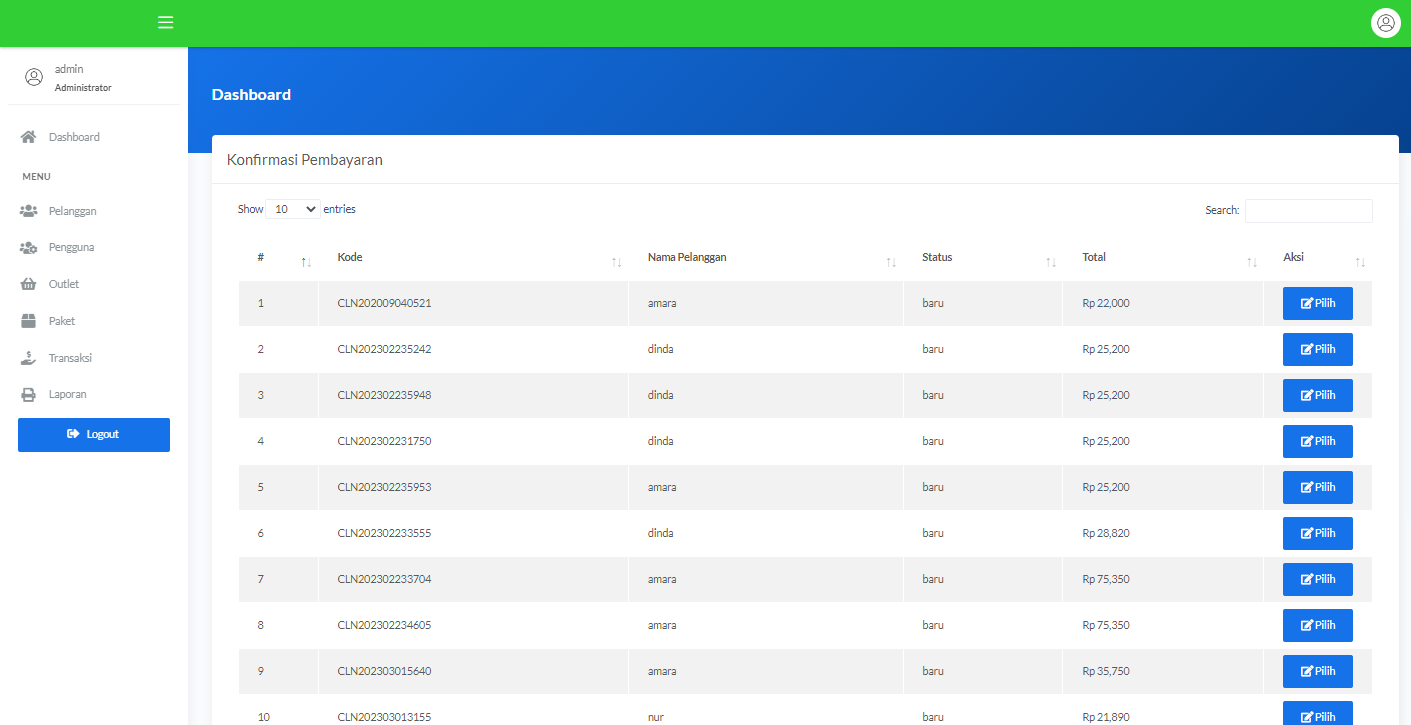 admin
Administrator
Dashboard
MENU
Pelanggan
Pengguna
Outlet
Paket
Transaksi
Laporan
Logout
Dashboard
Konfirmasi Pembayaran
Show 10 entries
Search:
# Kode Nama Pelanggan Status Total Aksi
1 CLN202009040521 amara baru Rp 22,000 Pilih
2 CLN202302235242 dinda baru Rp 25,200 Pilih
3 CLN202302235948 dinda baru Rp 25,200 Pilih
4 CLN202302231750 dinda baru Rp 25,200 Pilih
5 CLN202302235953 amara baru Rp 25,200 Pilih
6 CLN202302233555 dinda baru Rp 28,820 Pilih
7 CLN202302233704 amara baru Rp 75,350 Pilih
8 CLN202302234605 amara baru Rp 75,350 Pilih
9 CLN202303015640 amara baru Rp 35,750 Pilih
10 CLN202303013155 nur baru Rp 21,890 Pilih